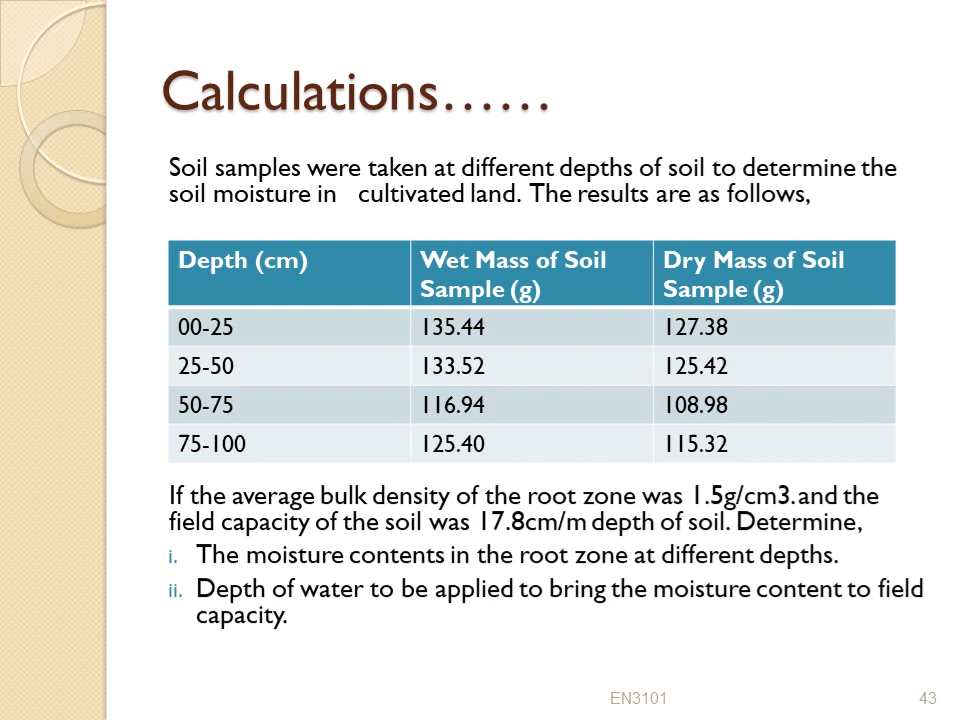 Calculations……
Soil samples were taken at different depths of soil to determine the
soil moisture in cultivated land. The results are as follows,
Depth (cm) Wet Mass of Soil Sample (g) Dry Mass of Soil Sample (g)
00-25 135.44 127.38
25-50 133.52 125.42
50-75 116.94 108.98
75-100 125.40 115.32
If the average bulk density of the root zone was 1.5g/cm3. and the
field capacity of the soil was 17.8cm/m depth of soil. Determine,
i. The moisture contents in the root zone at different depths.
ii. Depth of water to be applied to bring the moisture content to field
capacity.
EN3101 43